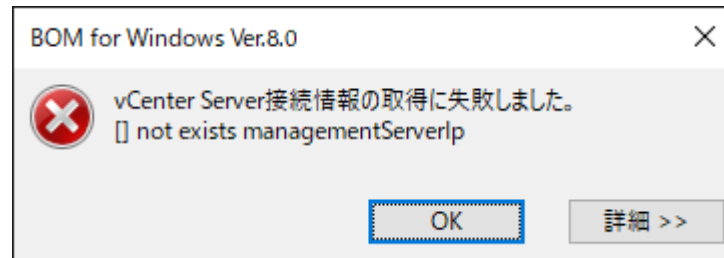 BOM for Windows Ver.8.0
vCenter Server接続情報の取得に失敗しました。
[] not exists managementServerIp
OK
詳細 >>